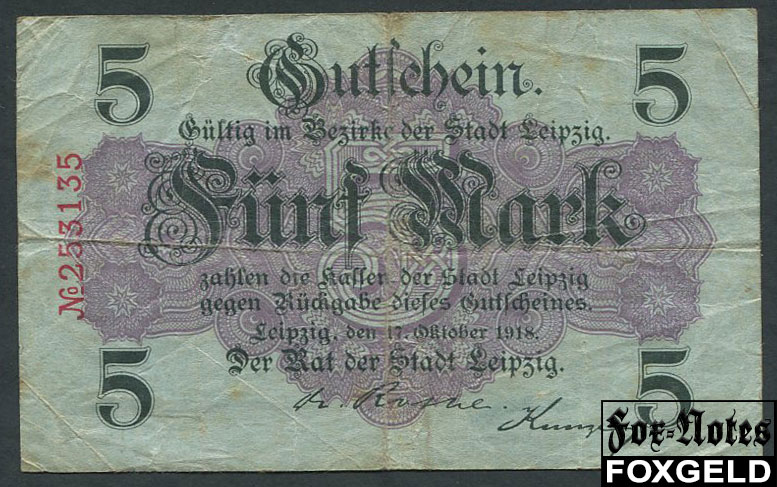 5 Gutschein. 5
Gültig im Bezirke der Stadt Leipzig.
Fünf Mark
№253135
zahlen die Kassen der Stadt Leipzig
gegen Rückgabe dieses Gutscheines.
Leipzig, den 17. Oktober 1918.
Der Rat der Stadt Leipzig.
5 5
Fox-Notes
FOXGELD